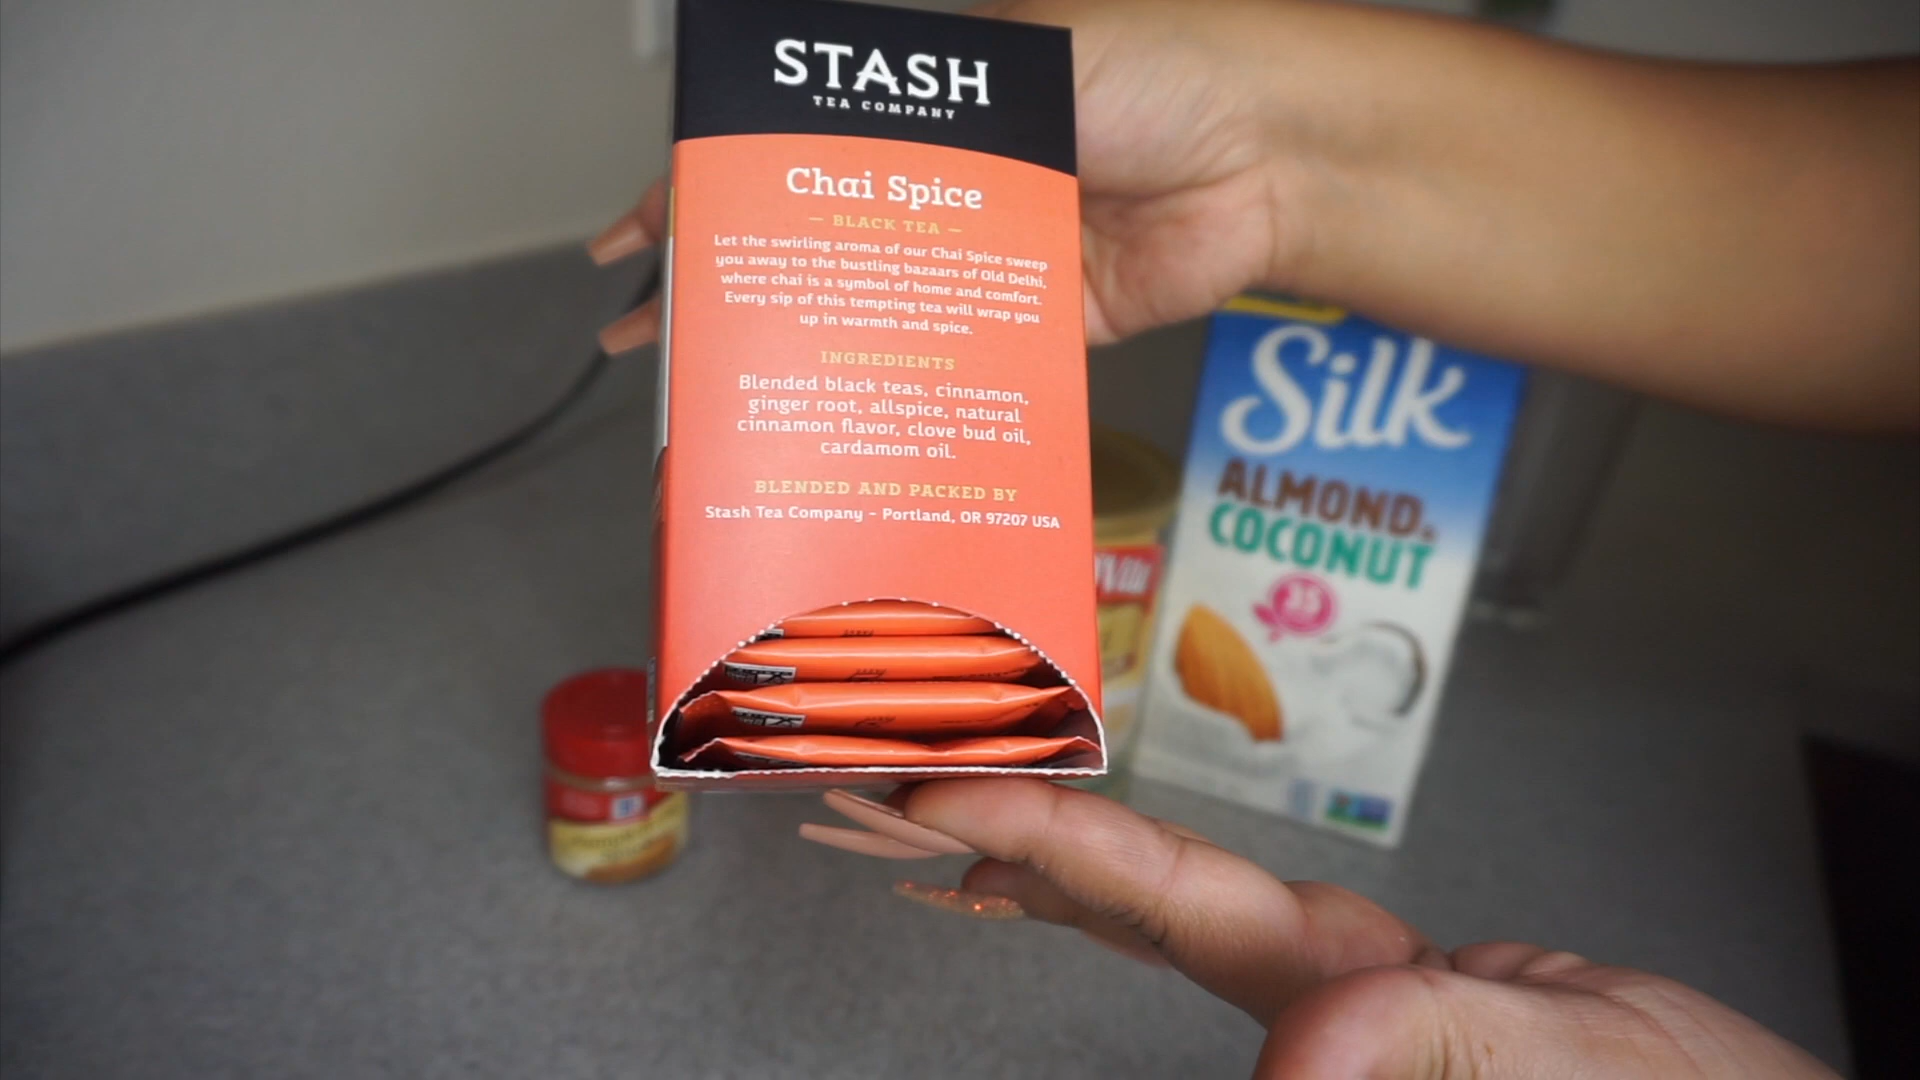 STASH
TEA COMPANY
Chai Spice
— BLACK TEA —
Let the swirling aroma of our Chai Spice sweep
you away to the bustling bazaars of Old Delhi,
where chai is a symbol of home and comfort.
Every sip of this tempting tea will wrap you
up in warmth and spice.
INGREDIENTS
Blended black teas, cinnamon,
ginger root, allspice, natural
cinnamon flavor, clove bud oil,
cardamom oil.
BLENDED AND PACKED BY
Stash Tea Company – Portland, OR 97207 USA
Silk
ALMOND
COCONUT
35